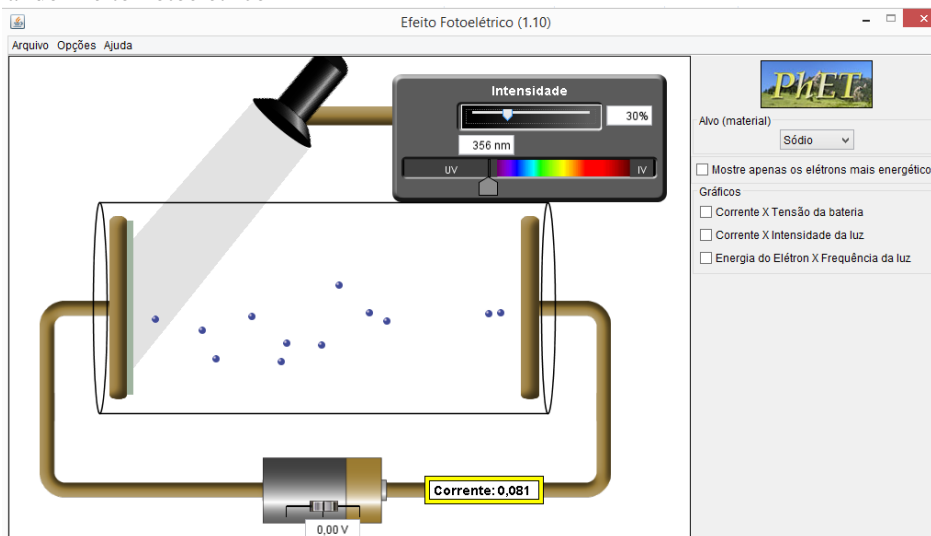 Efeito Fotoelétrico (1.10)
Arquivo Opções Ajuda
Intensidade
30%
356 nm
UV
IV
PhET
Alvo (material)
Sódio
Mostre apenas os elétrons mais energético
Gráficos
Corrente X Tensão da bateria
Corrente X Intensidade da luz
Energia do Elétron X Frequência da luz
Corrente: 0,081
0,00 V